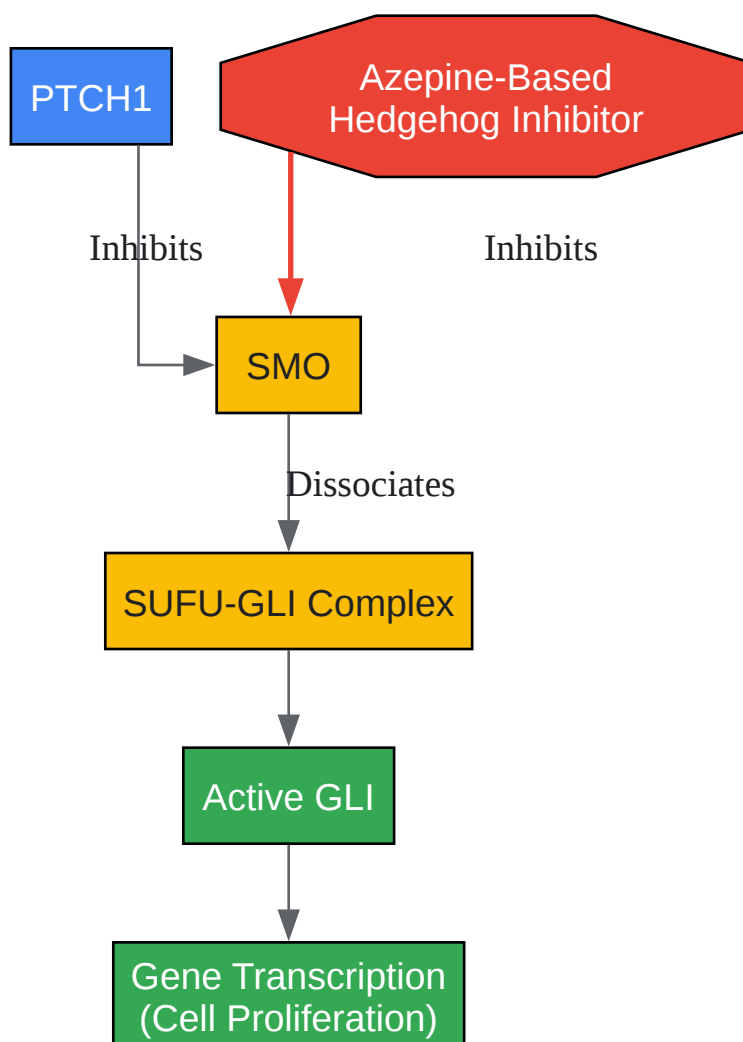 PTCH1
Azepine-Based
Hedgehog Inhibitor
Inhibits
Inhibits
SMO
Dissociates
SUFU-GLI Complex
Active GLI
Gene Transcription
(Cell Proliferation)